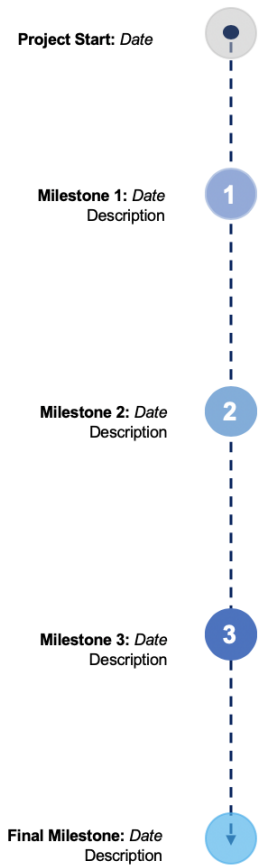 Project Start: Date
Milestone 1: Date
Description
1
Milestone 2: Date
Description
2
Milestone 3: Date
Description
3
Final Milestone: Date
Description